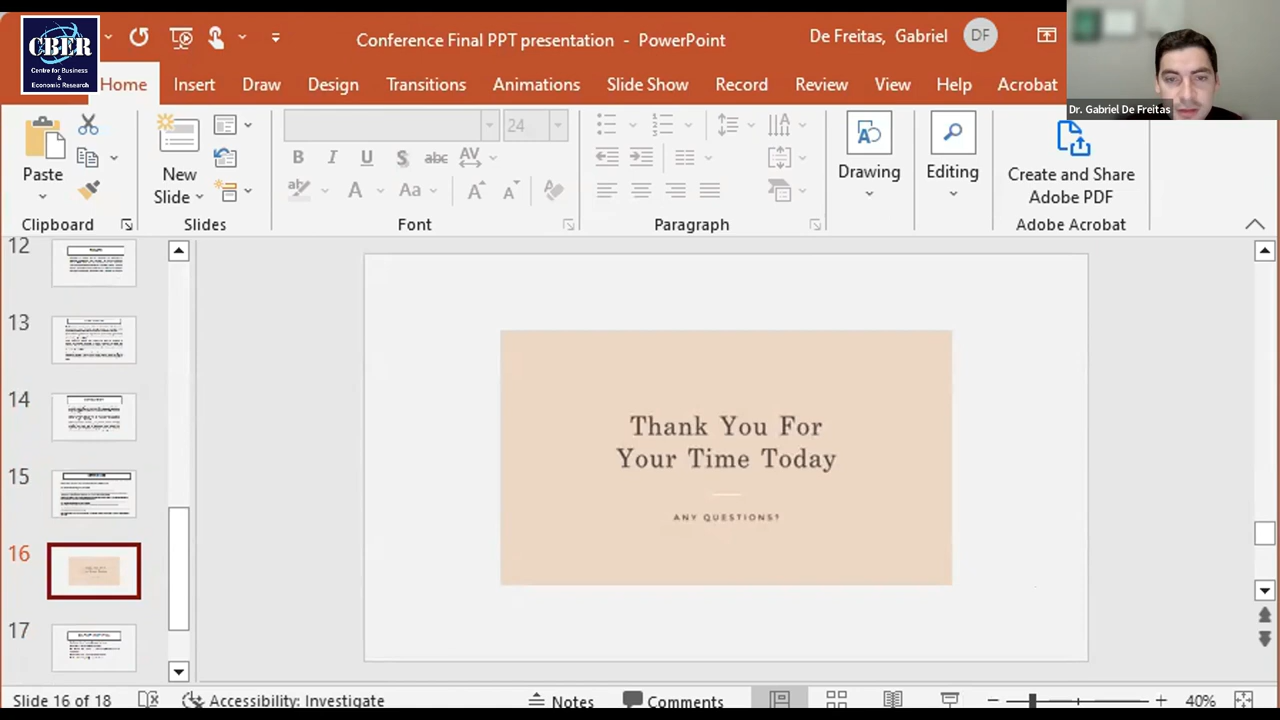 CBER
Centre for Business
&
Economic Research
Conference Final PPT presentation - PowerPoint
De Freitas, Gabriel
DF
Dr. Gabriel De Freitas
Home Insert Draw Design Transitions Animations Slide Show Record Review View Help Acrobat
24
Paste
New
Slide
Drawing
Editing
Create and Share
Adobe PDF
B I U S abc AV
A Aa A A
Clipboard Slides Font Paragraph Adobe Acrobat
12
13
14
15
16
17
Thank You For
Your Time Today
ANY QUESTIONS?
Slide 16 of 18 Accessibility: Investigate Notes Comments 40%